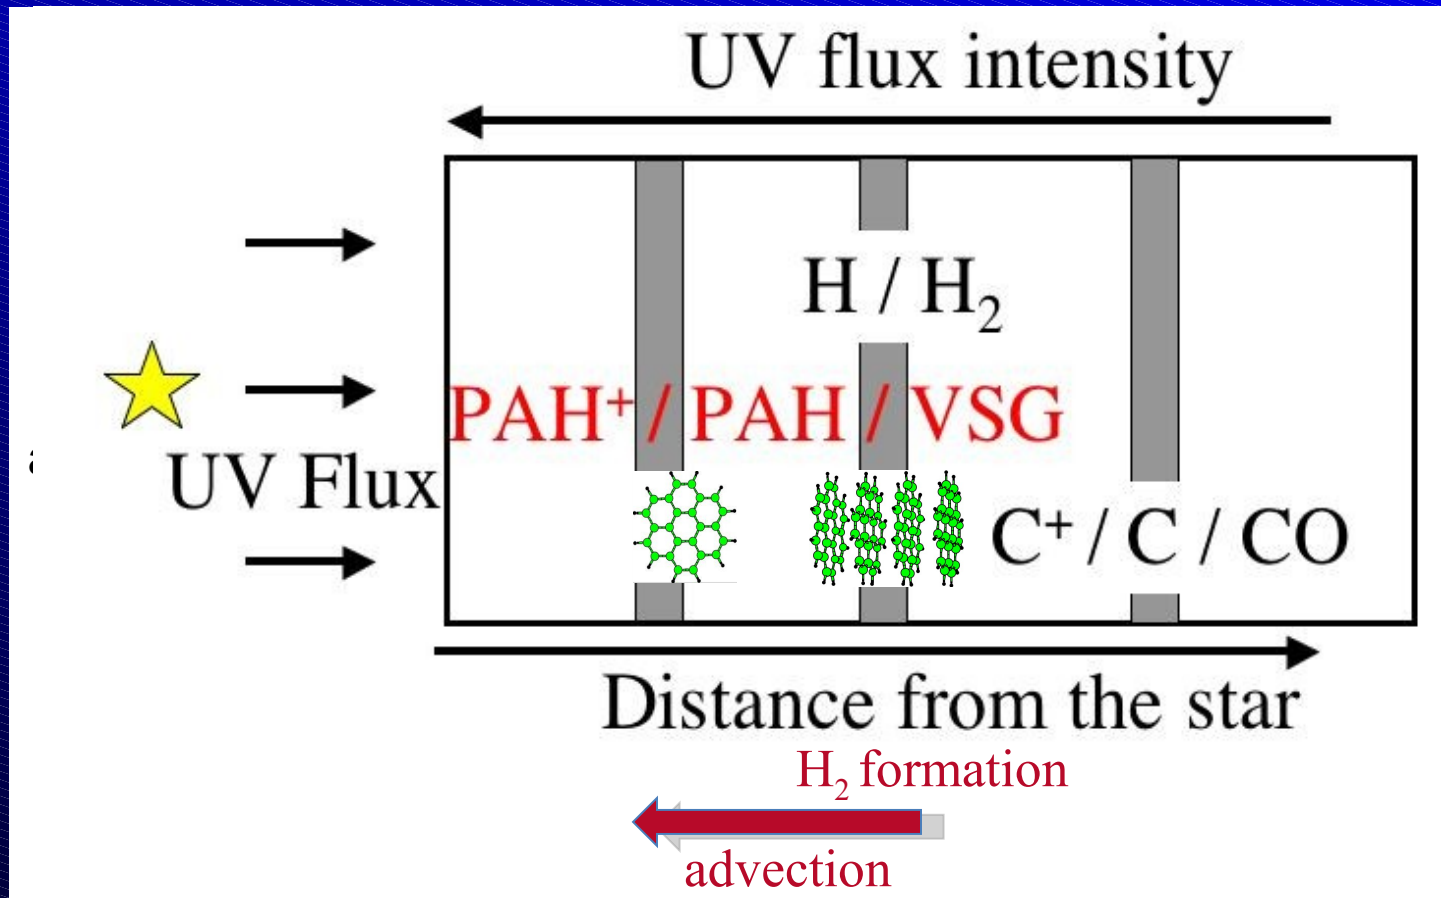 UV flux intensity
H / H₂
PAH⁺ / PAH / VSG
UV Flux
C⁺ / C / CO
Distance from the star
H₂ formation
advection